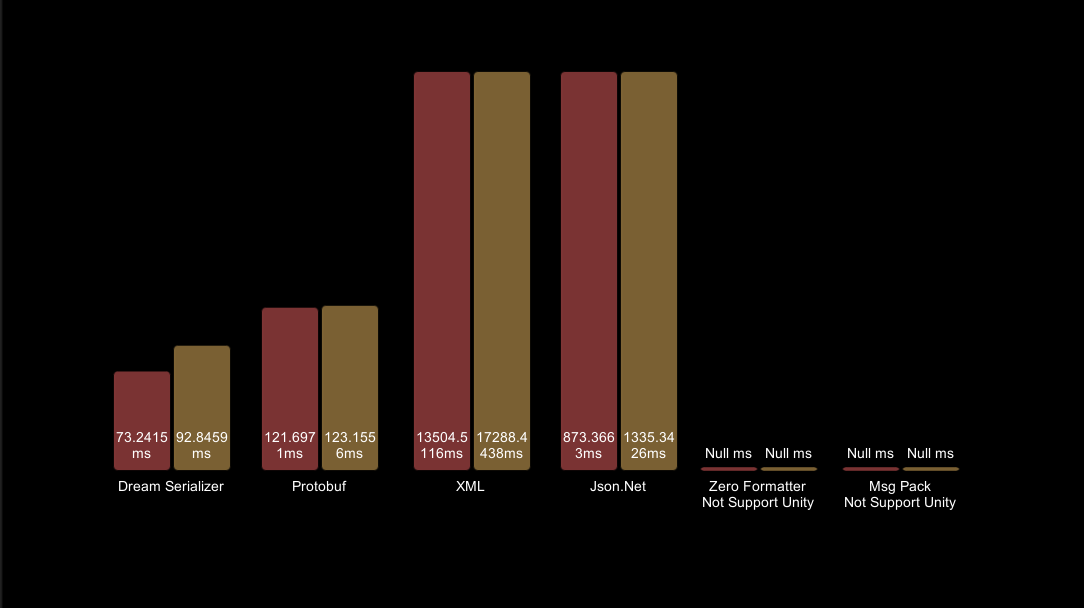 73.2415
ms
92.8459
ms
121.697
1ms
123.155
6ms
13504.5
116ms
17288.4
438ms
873.366
3ms
1335.34
26ms
Null ms
Null ms
Null ms
Null ms
Dream Serializer
Protobuf
XML
Json.Net
Zero Formatter
Not Support Unity
Msg Pack
Not Support Unity